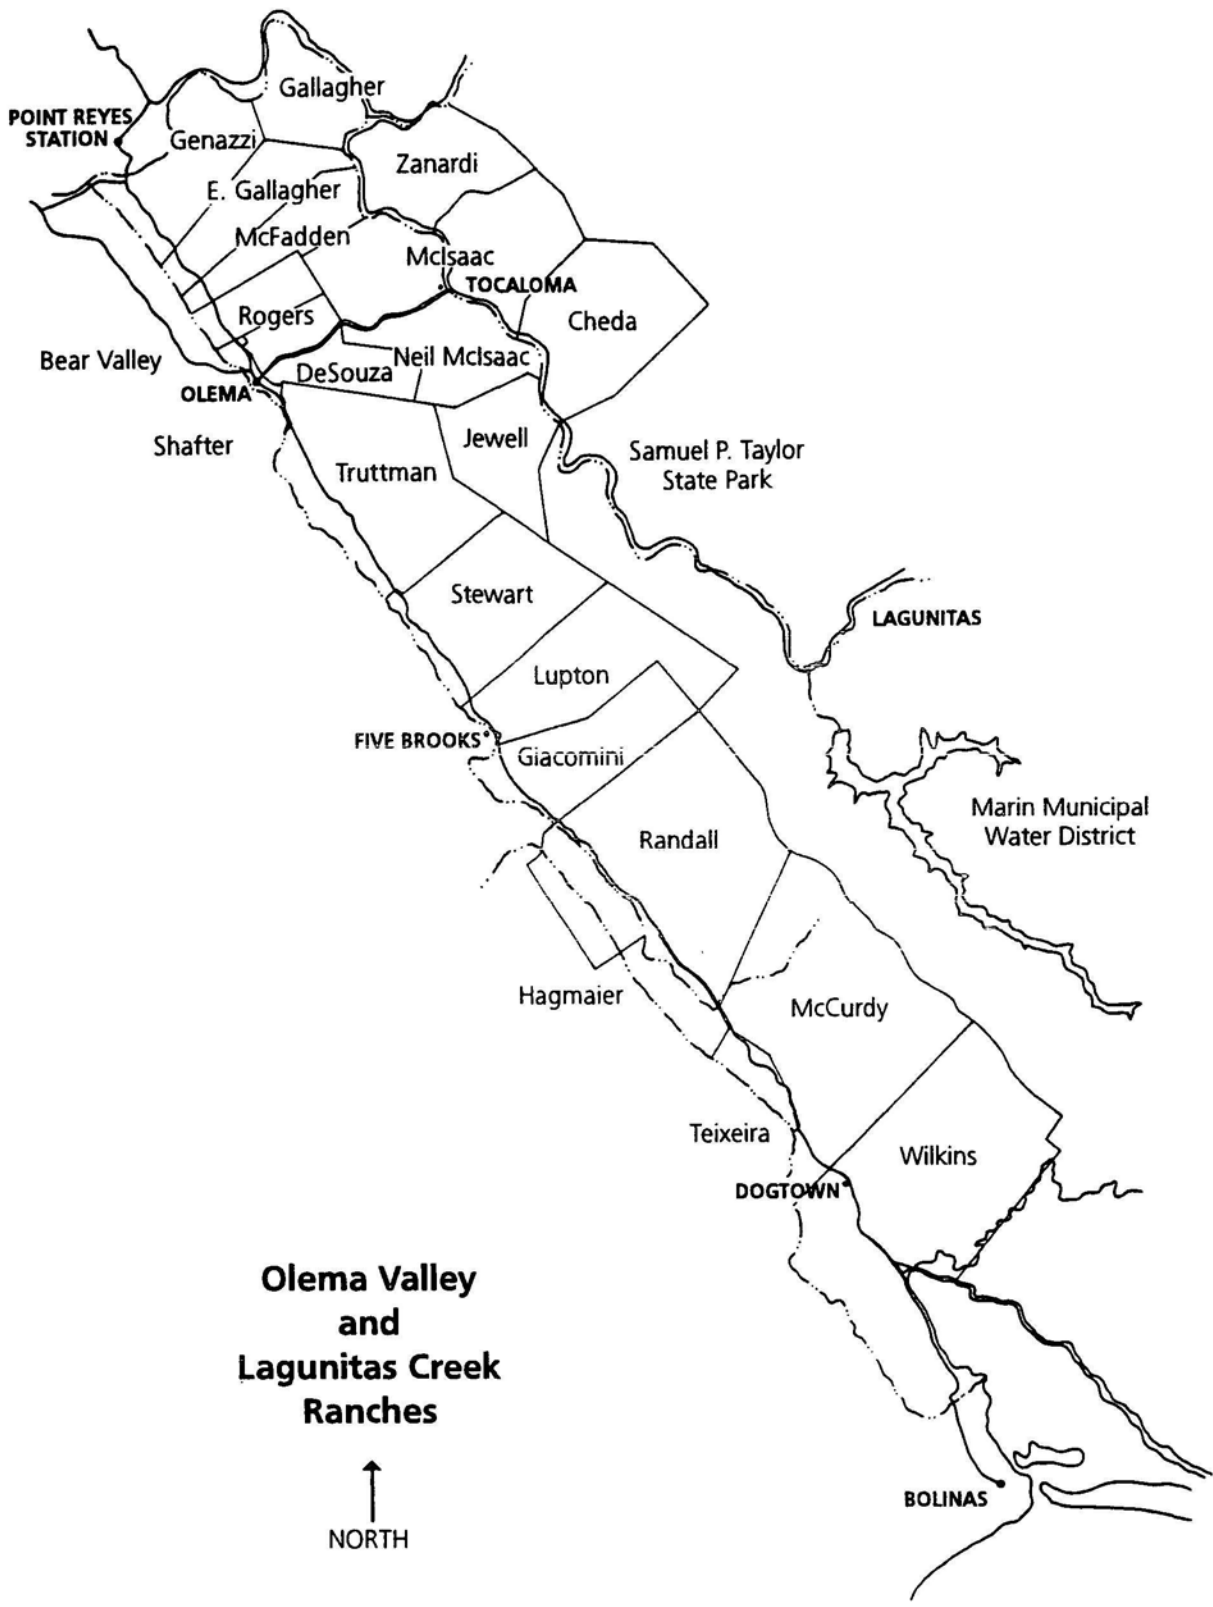 Gallagher
POINT REYES
STATION
Genazzi
Zanardi
E. Gallagher
McFadden
McIsaac
TOCALOMA
Rogers
Cheda
Bear Valley
Neil McIsaac
DeSouza
OLEMA
Shafter
Jewell
Samuel P. Taylor
State Park
Truttman
Stewart
LAGUNITAS
Lupton
FIVE BROOKS
Giacomini
Marin Municipal
Water District
Randall
Hagmaier
McCurdy
Teixeira
Wilkins
DOGTOWN
Olema Valley
and
Lagunitas Creek
Ranches
NORTH
BOLINAS